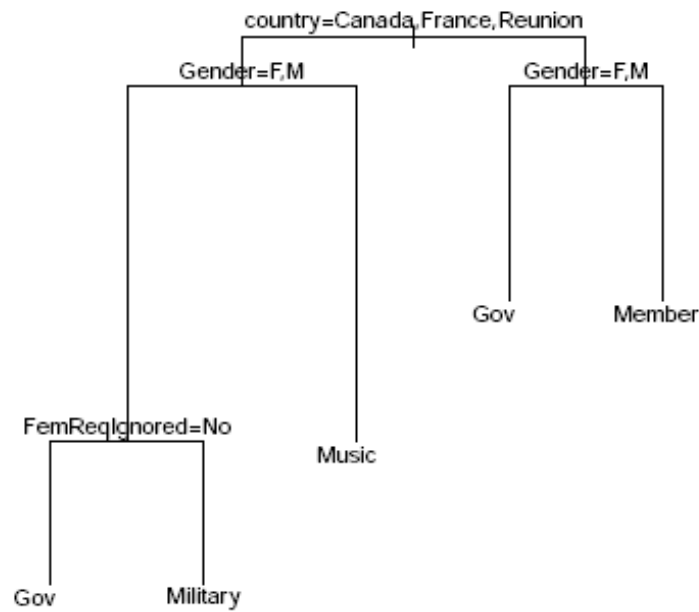 country=Canada,France,Reunion
Gender=F,M
Gender=F,M
Gov
Member
FemReqIgnored=No
Music
Gov
Military